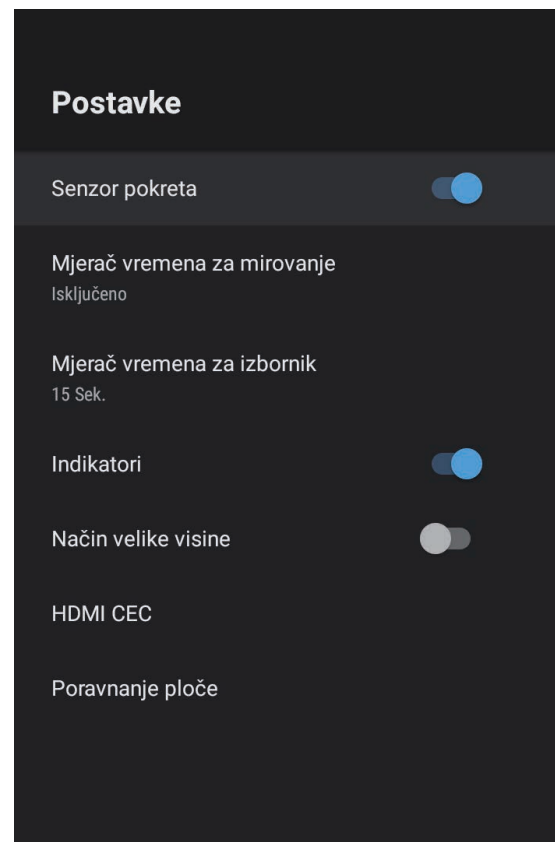 Postavke
Senzor pokreta
Mjerač vremena za mirovanje
Isključeno
Mjerač vremena za izbornik
15 Sek.
Indikatori
Način velike visine
HDMI CEC
Poravnanje ploče